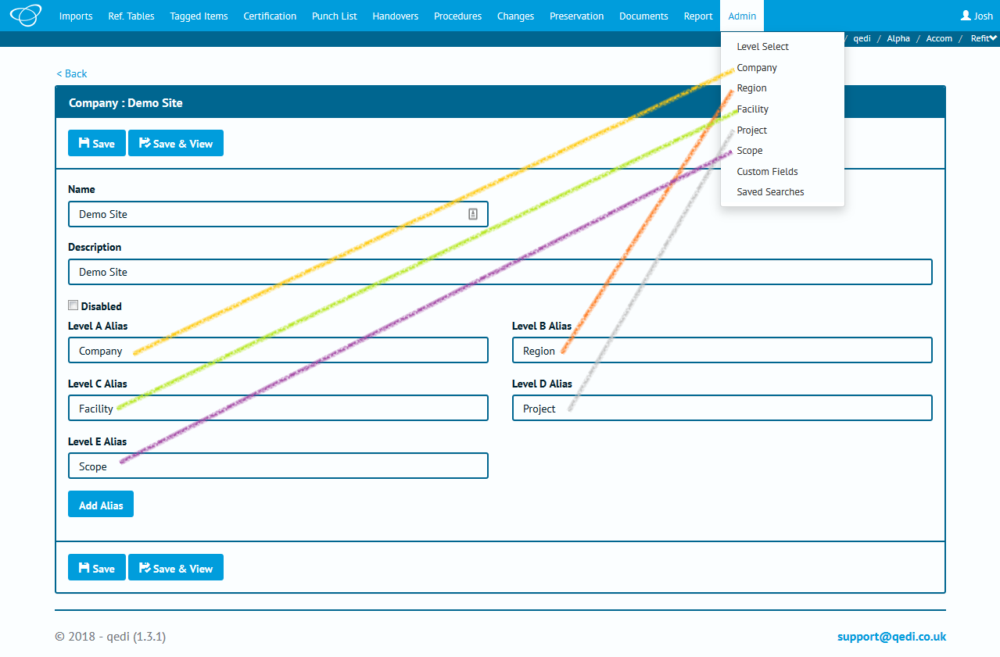 Imports Ref. Tables Tagged Items Certification Punch List Handovers Procedures Changes Preservation Documents Report Admin Josh
/ qedi / Alpha / Accom / Refit
Level Select
Company
Region
Facility
Project
Scope
Custom Fields
Saved Searches
< Back
Company : Demo Site
Save Save & View
Name
Demo Site
Description
Demo Site
Disabled
Level A Alias Level B Alias
Company Region
Level C Alias Level D Alias
Facility Project
Level E Alias
Scope
Add Alias
Save Save & View
© 2018 - qedi (1.3.1) support@qedi.co.uk